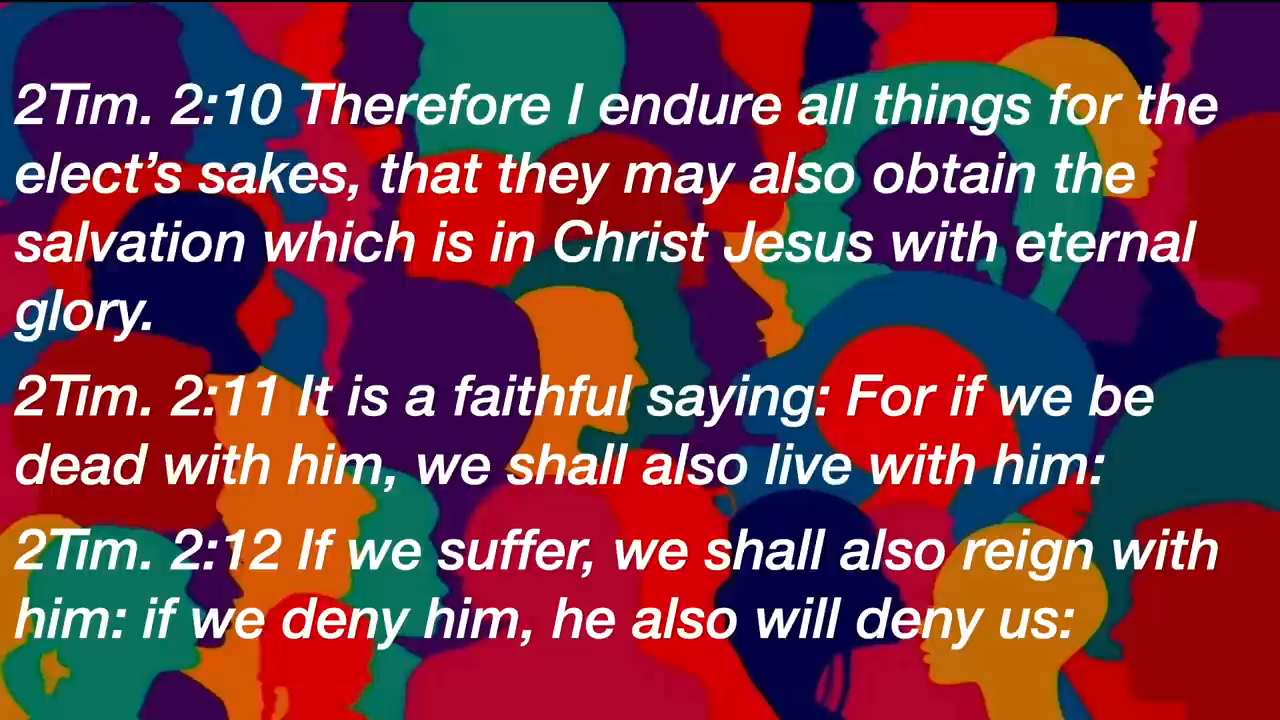 2Tim. 2:10 Therefore I endure all things for the
elect’s sakes, that they may also obtain the
salvation which is in Christ Jesus with eternal
glory.
2Tim. 2:11 It is a faithful saying: For if we be
dead with him, we shall also live with him:
2Tim. 2:12 If we suffer, we shall also reign with
him: if we deny him, he also will deny us: